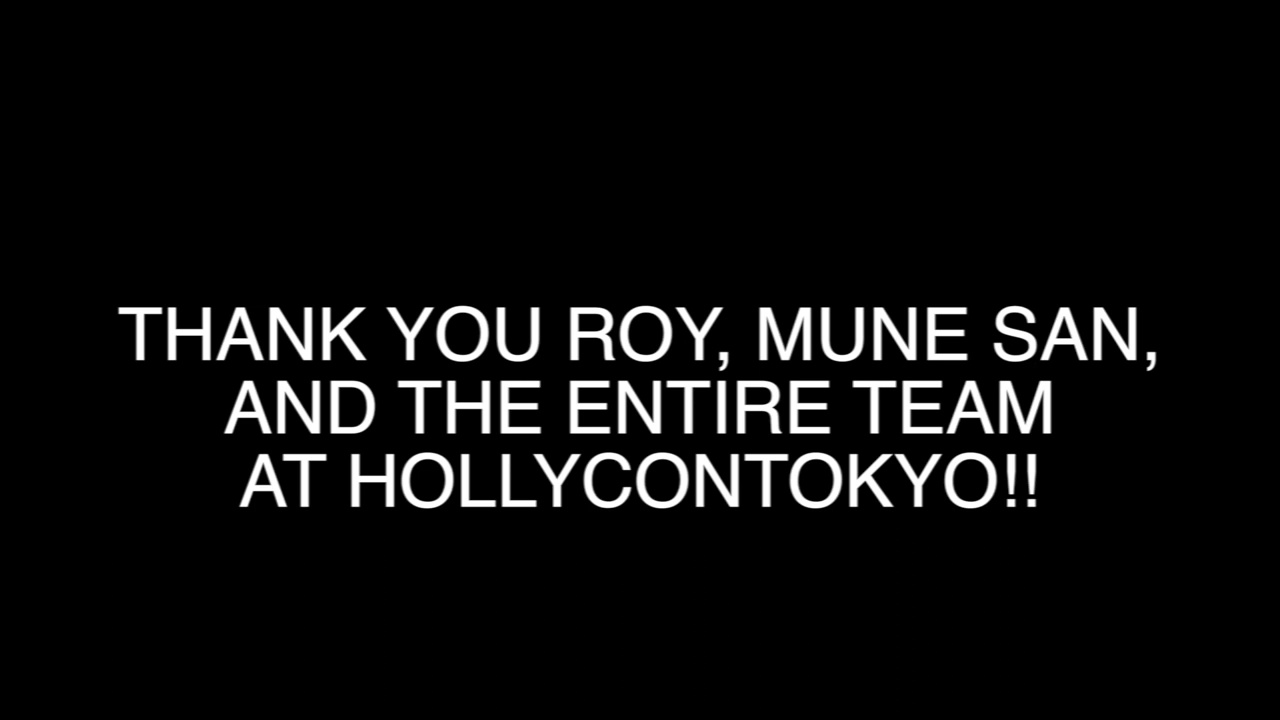 THANK YOU ROY, MUNE SAN,
AND THE ENTIRE TEAM
AT HOLLYCONTOKYO!!